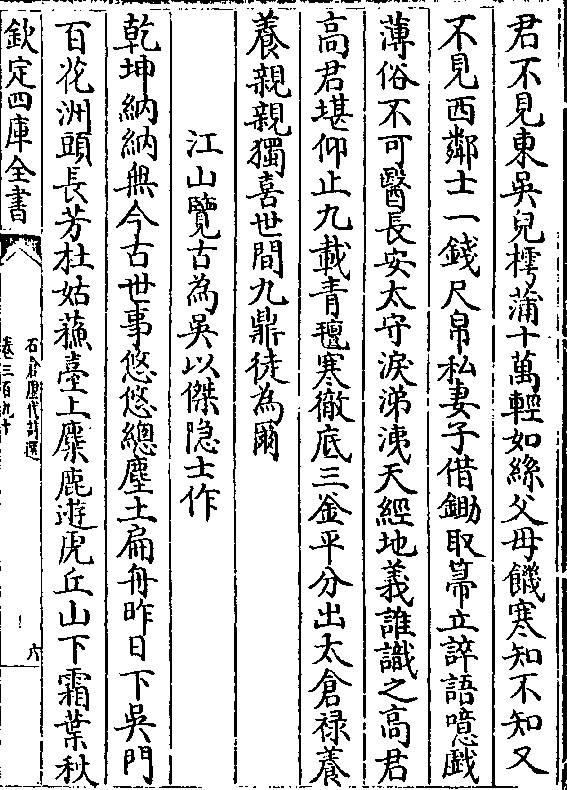 君不見東吳兒樗蒲十萬輕如絲父母饑寒知不知又
不見西鄰士一錢尺帛私妻子借鋤取箒立誶語噫戯
薄俗不可醫長安太守淚涕洟天經地義誰識之高君
高君堪仰止九載青氊寒徹底三釜平分出太倉禄養
養親親獨喜世間九鼎徒為爾
江山覽古為吳以傑隐士作
乾坤納納無今古世事悠悠總塵土扁舟昨日下吳門
百花洲頭長芳杜姑蘓臺上麋鹿遊虎丘山下霜葉秋
欽定四庫全書
石倉歷代詩選
卷三百九十
六